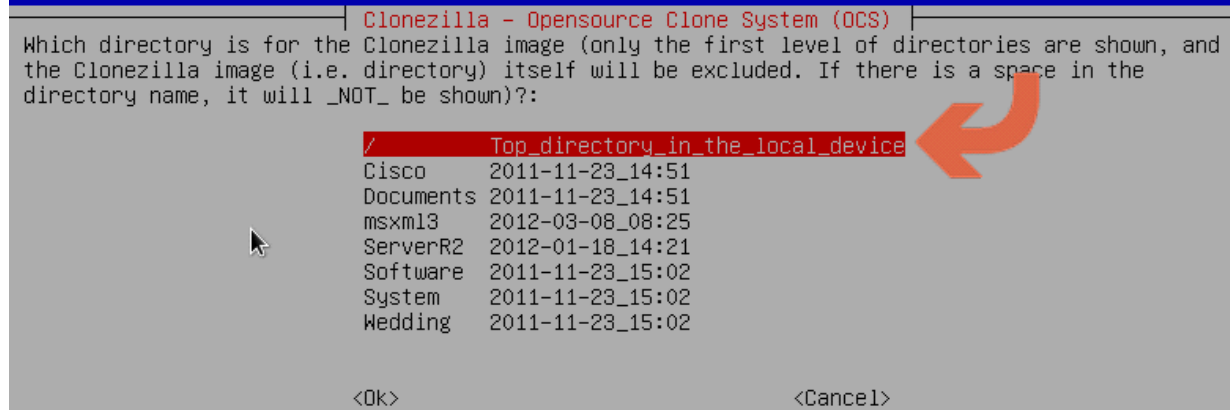 Clonezilla - Opensource Clone System (OCS)
Which directory is for the Clonezilla image (only the first level of directories are shown, and
the Clonezilla image (i.e. directory) itself will be excluded. If there is a space in the
directory name, it will _NOT_ be shown)?:
/ Top_directory_in_the_local_device
Cisco 2011-11-23_14:51
Documents 2011-11-23_14:51
msxml3 2012-03-08_08:25
ServerR2 2012-01-18_14:21
Software 2011-11-23_15:02
System 2011-11-23_15:02
Wedding 2011-11-23_15:02
<Ok> <Cancel>